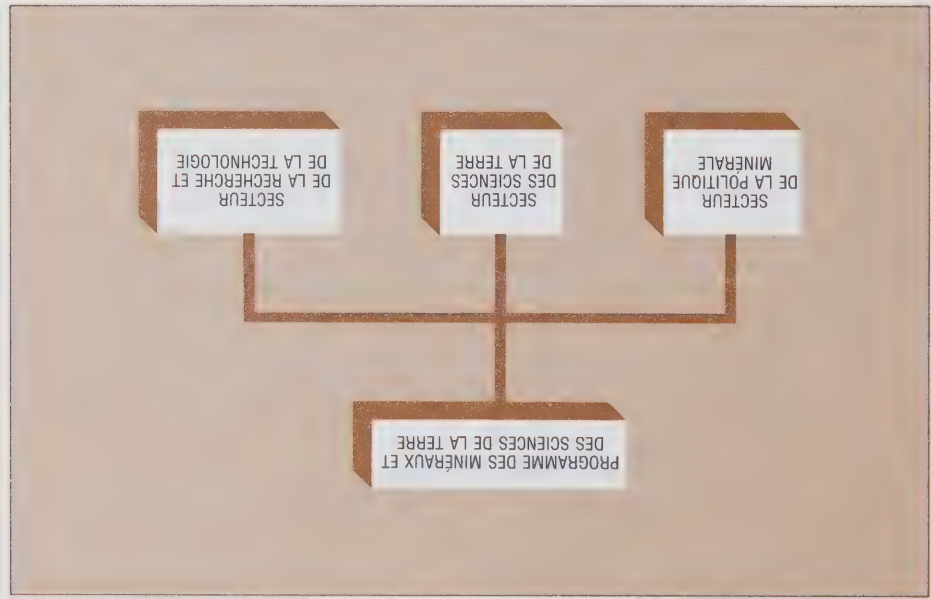 PROGRAMME DES MINÉRAUX ET
DES SCIENCES DE LA TERRE
SECTEUR
DE LA POLITIQUE
MINÉRALE
SECTEUR
DES SCIENCES
DE LA TERRE
SECTEUR
DE LA RECHERCHE ET
DE LA TECHNOLOGIE